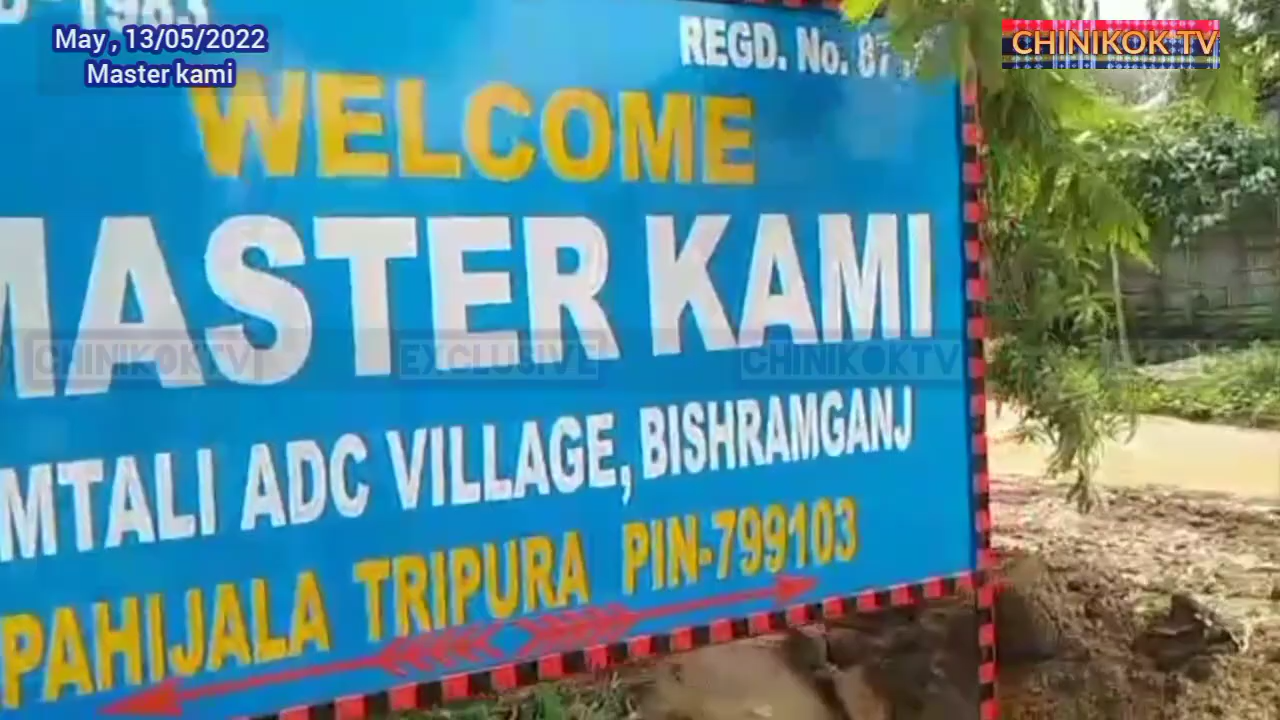 May , 13/05/2022
Master kami
CHINIKOK TV
REGD. No.
WELCOME
MASTER KAMI
ADC VILLAGE, BISHRAMGANJ
TRIPURA PIN-799103
CHINIKOKTV EXCLUSIVE CHINIKOKTV